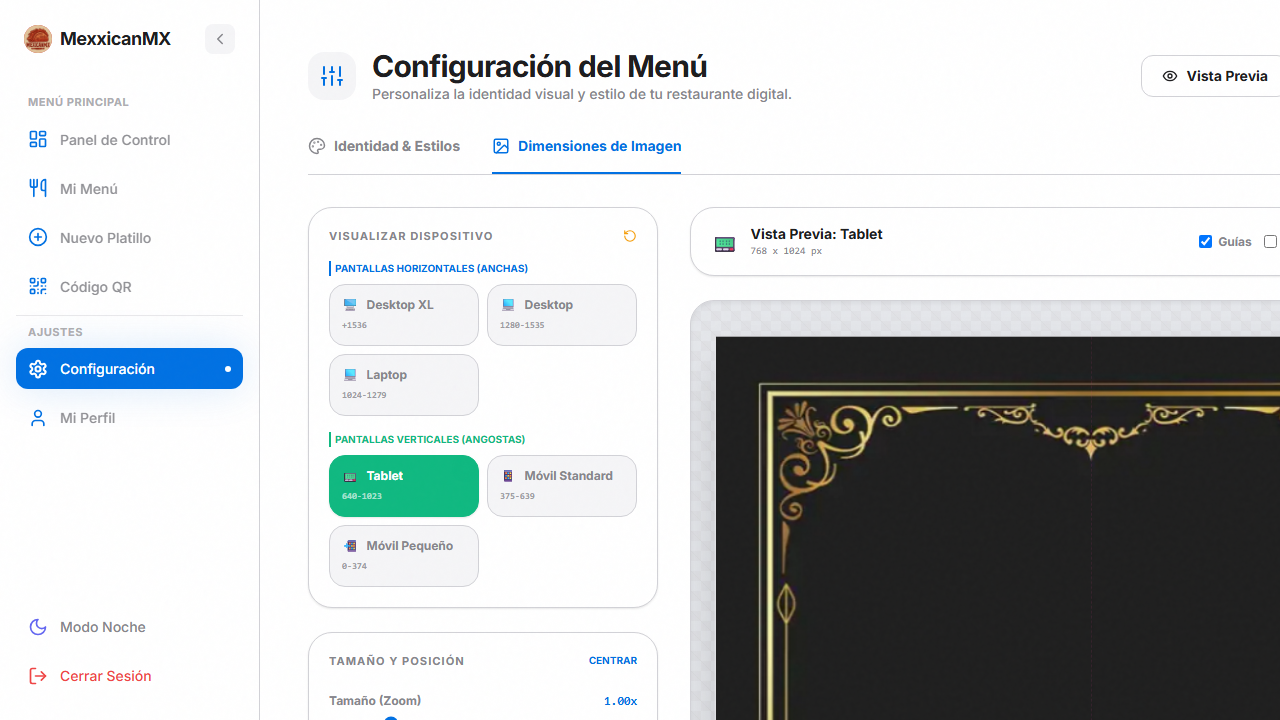 MexxicanMX
MENÚ PRINCIPAL
Panel de Control
Mi Menú
Nuevo Platillo
Código QR
AJUSTES
Configuración
Mi Perfil
Modo Noche
Cerrar Sesión
Configuración del Menú
Personaliza la identidad visual y estilo de tu restaurante digital.
Vista Previa
Identidad & Estilos
Dimensiones de Imagen
VISUALIZAR DISPOSITIVO
PANTALLAS HORIZONTALES (ANCHAS)
Desktop XL
+1536
Desktop
1280-1535
Laptop
1024-1279
PANTALLAS VERTICALES (ANGOSTAS)
Tablet
640-1023
Móvil Standard
375-639
Móvil Pequeño
0-374
TAMAÑO Y POSICIÓN
CENTRAR
Tamaño (Zoom)
1.00x
Vista Previa: Tablet
768 x 1024 px
Guías